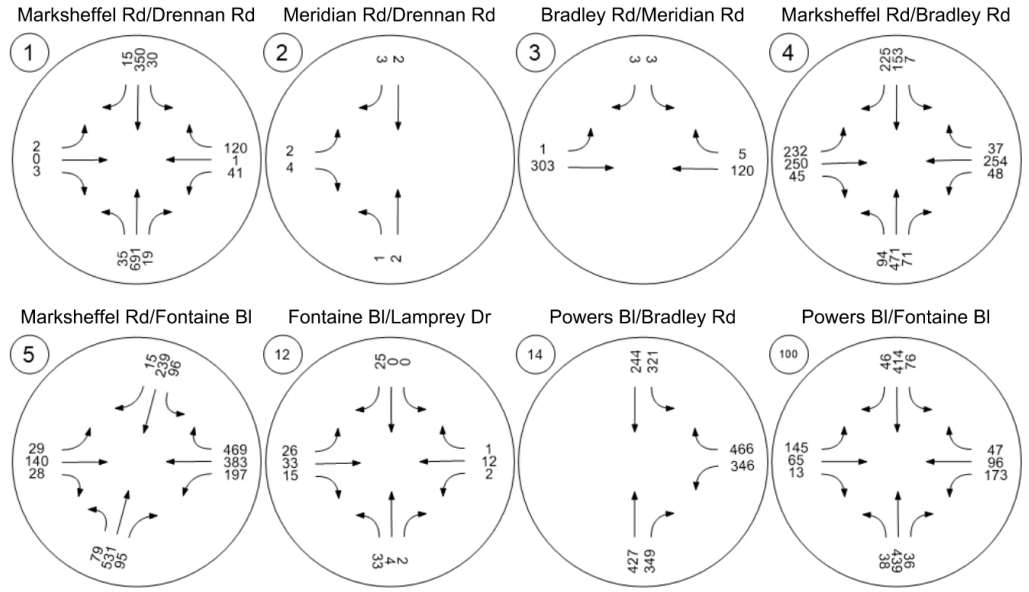 Marksheffel Rd/Drennan Rd
1
15 350 30
2
0
3
120
1
41
35 691 19
Meridian Rd/Drennan Rd
2
3 2
2
4
1 2
Bradley Rd/Meridian Rd
3
3 3
1
303
5
120
Marksheffel Rd/Bradley Rd
4
225 153 7
232
250
45
37
254
48
94 471 71
Marksheffel Rd/Fontaine Bl
5
15 239 96
29
140
28
469
383
197
79 531 95
Fontaine Bl/Lamprey Dr
12
25 0 0
26
33
15
1
12
2
33 4 2
Powers Bl/Bradley Rd
14
244 321
466
346
427 349
Powers Bl/Fontaine Bl
100
46 414 76
145
65
13
47
96
173
38 639 36